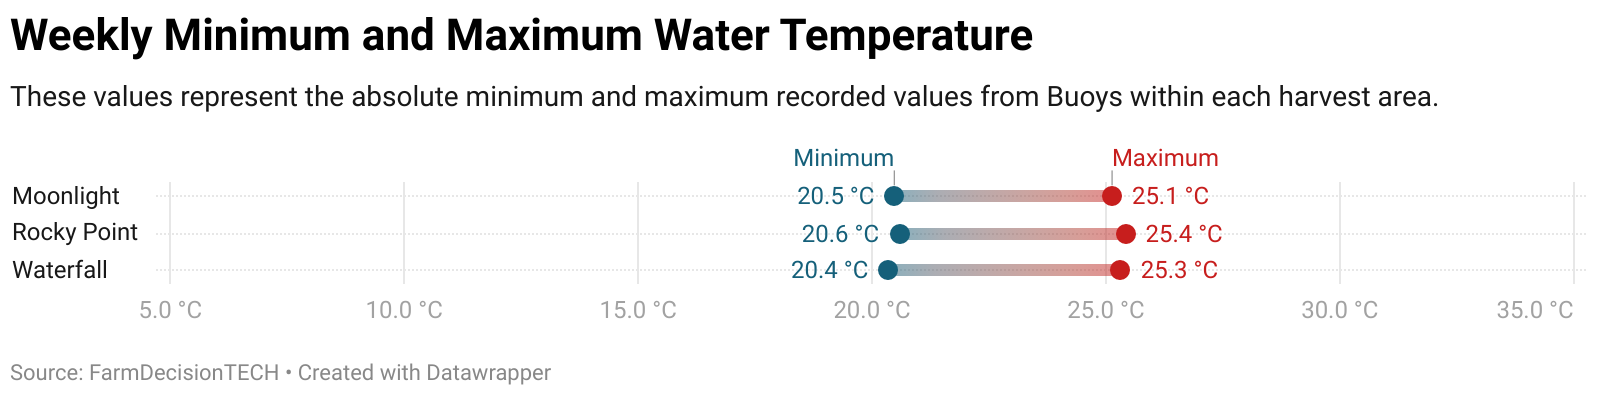 Weekly Minimum and Maximum Water Temperature
These values represent the absolute minimum and maximum recorded values from Buoys within each harvest area.
Minimum Maximum
Moonlight 20.5 °C 25.1 °C
Rocky Point 20.6 °C 25.4 °C
Waterfall 20.4 °C 25.3 °C
5.0 °C 10.0 °C 15.0 °C 20.0 °C 25.0 °C 30.0 °C 35.0 °C
Source: FarmDecisionTECH • Created with Datawrapper